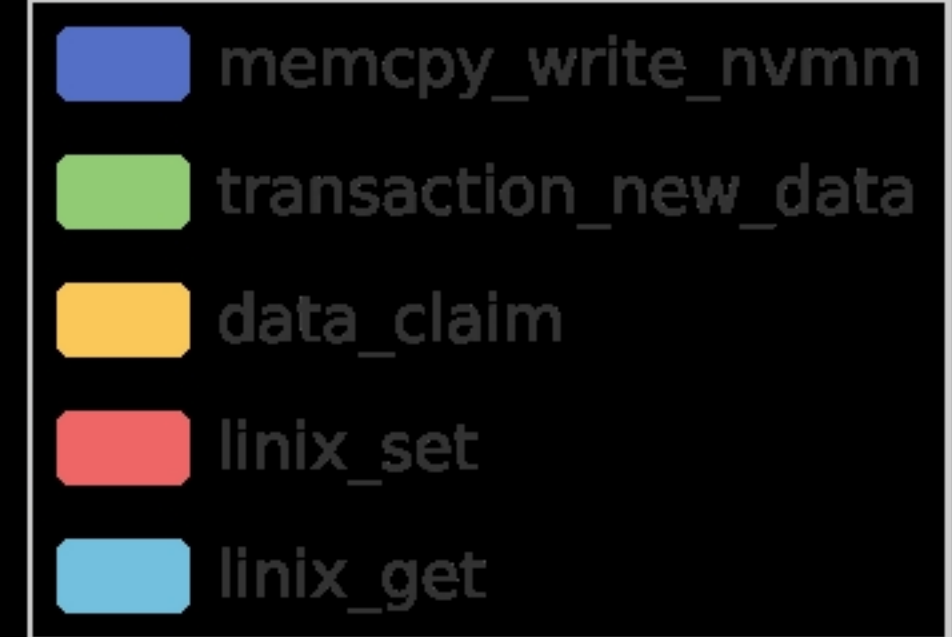 memcpy_write_nvmm
transaction_new_data
data_claim
linix_set
linix_get